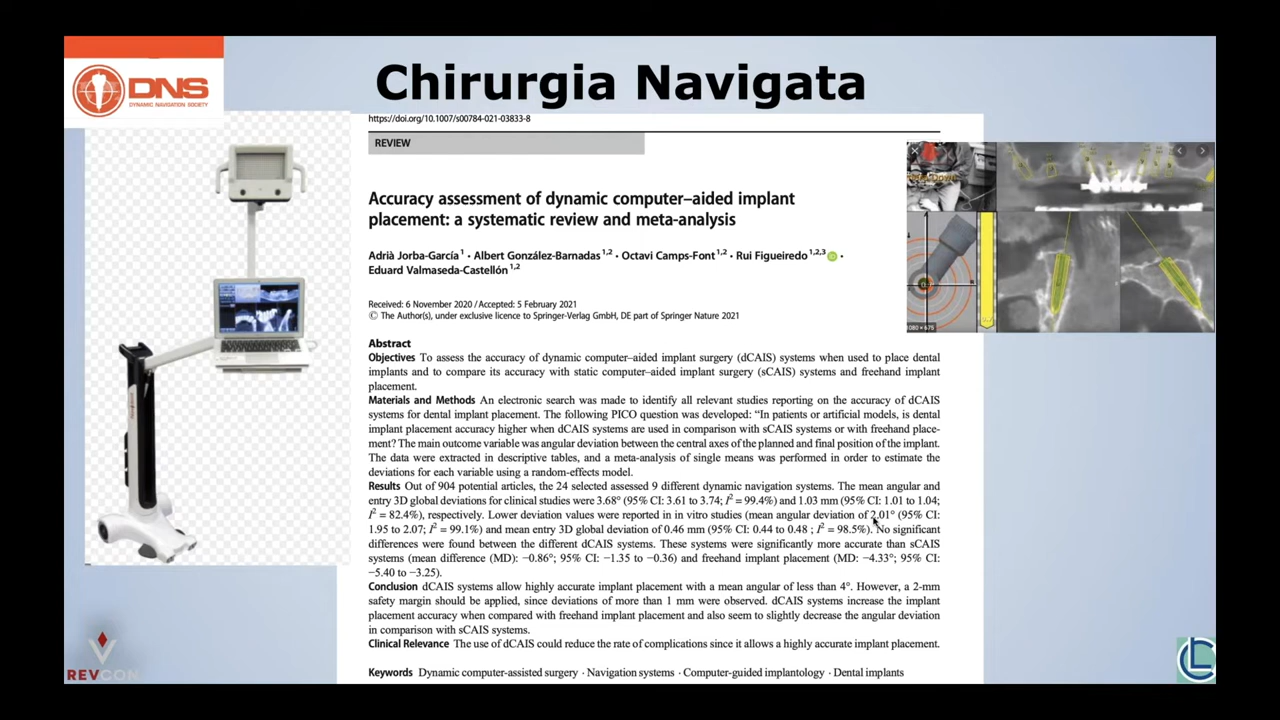 DNS
DYNAMIC NAVIGATION SOCIETY
Chirurgia Navigata
https://doi.org/10.1007/s00784-021-03833-8
REVIEW
Accuracy assessment of dynamic computer–aided implant
placement: a systematic review and meta-analysis
Adrià Jorba-García 1 · Albert González-Barnadas 1,2 · Octavi Camps-Font 1,2 · Rui Figueiredo 1,2,3 ·
Eduard Valmaseda-Castellón 1,2
Received: 6 November 2020 / Accepted: 5 February 2021
© The Author(s), under exclusive licence to Springer-Verlag GmbH, DE part of Springer Nature 2021
Abstract
Objectives To assess the accuracy of dynamic computer–aided implant surgery (dCAIS) systems when used to place dental
implants and to compare its accuracy with static computer–aided implant surgery (sCAIS) systems and freehand implant
placement.
Materials and Methods An electronic search was made to identify all relevant studies reporting on the accuracy of dCAIS
systems for dental implant placement. The following PICO question was developed: “In patients or artificial models, is dental
implant placement accuracy higher when dCAIS systems are used in comparison with sCAIS systems or with freehand place-
ment? The main outcome variable was angular deviation between the central axes of the planned and final position of the implant.
The data were extracted in descriptive tables, and a meta-analysis of single means was performed in order to estimate the
deviations for each variable using a random-effects model.
Results Out of 904 potential articles, the 24 selected assessed 9 different dynamic navigation systems. The mean angular and
entry 3D global deviations for clinical studies were 3.68° (95% CI: 3.61 to 3.74; I² = 99.4%) and 1.03 mm (95% CI: 1.01 to 1.04;
I² = 82.4%), respectively. Lower deviation values were reported in in vitro studies (mean angular deviation of 2.01° (95% CI:
1.95 to 2.07; I² = 99.1%) and mean entry 3D global deviation of 0.46 mm (95% CI: 0.44 to 0.48 ; I² = 98.5%). No significant
differences were found between the different dCAIS systems. These systems were significantly more accurate than sCAIS
systems (mean difference (MD): −0.86°; 95% CI: −1.35 to −0.36) and freehand implant placement (MD: −4.33°; 95% CI:
−5.40 to −3.25).
Conclusion dCAIS systems allow highly accurate implant placement with a mean angular of less than 4°. However, a 2-mm
safety margin should be applied, since deviations of more than 1 mm were observed. dCAIS systems increase the implant
placement accuracy when compared with freehand implant placement and also seem to slightly decrease the angular deviation
in comparison with sCAIS systems.
Clinical Relevance The use of dCAIS could reduce the rate of complications since it allows a highly accurate implant placement.
Keywords Dynamic computer-assisted surgery · Navigation systems · Computer-guided implantology · Dental implants
REVCON